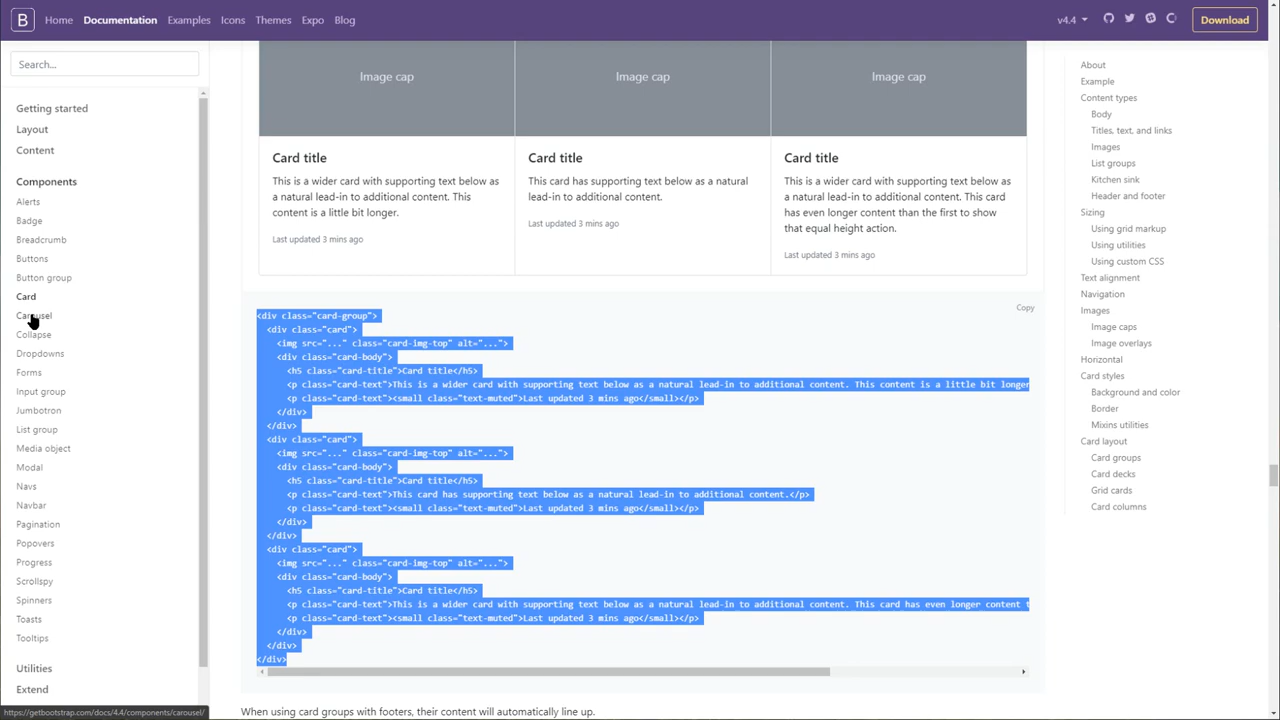 B Home Documentation Examples Icons Themes Expo Blog v4.4 Download
Search...
Getting started
Layout
Content
Components
Alerts
Badge
Breadcrumb
Buttons
Button group
Card
Carousel
Collapse
Dropdowns
Forms
Input group
Jumbotron
List group
Media object
Modal
Navs
Navbar
Pagination
Popovers
Progress
Scrollspy
Spinners
Toasts
Tooltips
Utilities
Extend
https://getbootstrap.com/docs/4.4/components/carousel/
Image cap
Card title
This is a wider card with supporting text below as
a natural lead-in to additional content. This
content is a little bit longer.
Last updated 3 mins ago
Image cap
Card title
This card has supporting text below as a natural
lead-in to additional content.
Last updated 3 mins ago
Image cap
Card title
This is a wider card with supporting text below as
a natural lead-in to additional content. This card
has even longer content than the first to show
that equal height action.
Last updated 3 mins ago
Copy
<div class="card-group">
<div class="card">
<img src="..." class="card-img-top" alt="...">
<div class="card-body">
<h5 class="card-title">Card title</h5>
<p class="card-text">This is a wider card with supporting text below as a natural lead-in to additional content. This content is a little bit longer
<p class="card-text"><small class="text-muted">Last updated 3 mins ago</small></p>
</div>
</div>
<div class="card">
<img src="..." class="card-img-top" alt="...">
<div class="card-body">
<h5 class="card-title">Card title</h5>
<p class="card-text">This card has supporting text below as a natural lead-in to additional content.</p>
<p class="card-text"><small class="text-muted">Last updated 3 mins ago</small></p>
</div>
</div>
<div class="card">
<img src="..." class="card-img-top" alt="...">
<div class="card-body">
<h5 class="card-title">Card title</h5>
<p class="card-text">This is a wider card with supporting text below as a natural lead-in to additional content. This card has even longer content t
<p class="card-text"><small class="text-muted">Last updated 3 mins ago</small></p>
</div>
</div>
</div>
When using card groups with footers, their content will automatically line up.
About
Example
Content types
Body
Titles, text, and links
Images
List groups
Kitchen sink
Header and footer
Sizing
Using grid markup
Using utilities
Using custom CSS
Text alignment
Navigation
Images
Image caps
Image overlays
Horizontal
Card styles
Background and color
Border
Mixins utilities
Card layout
Card groups
Card decks
Grid cards
Card columns